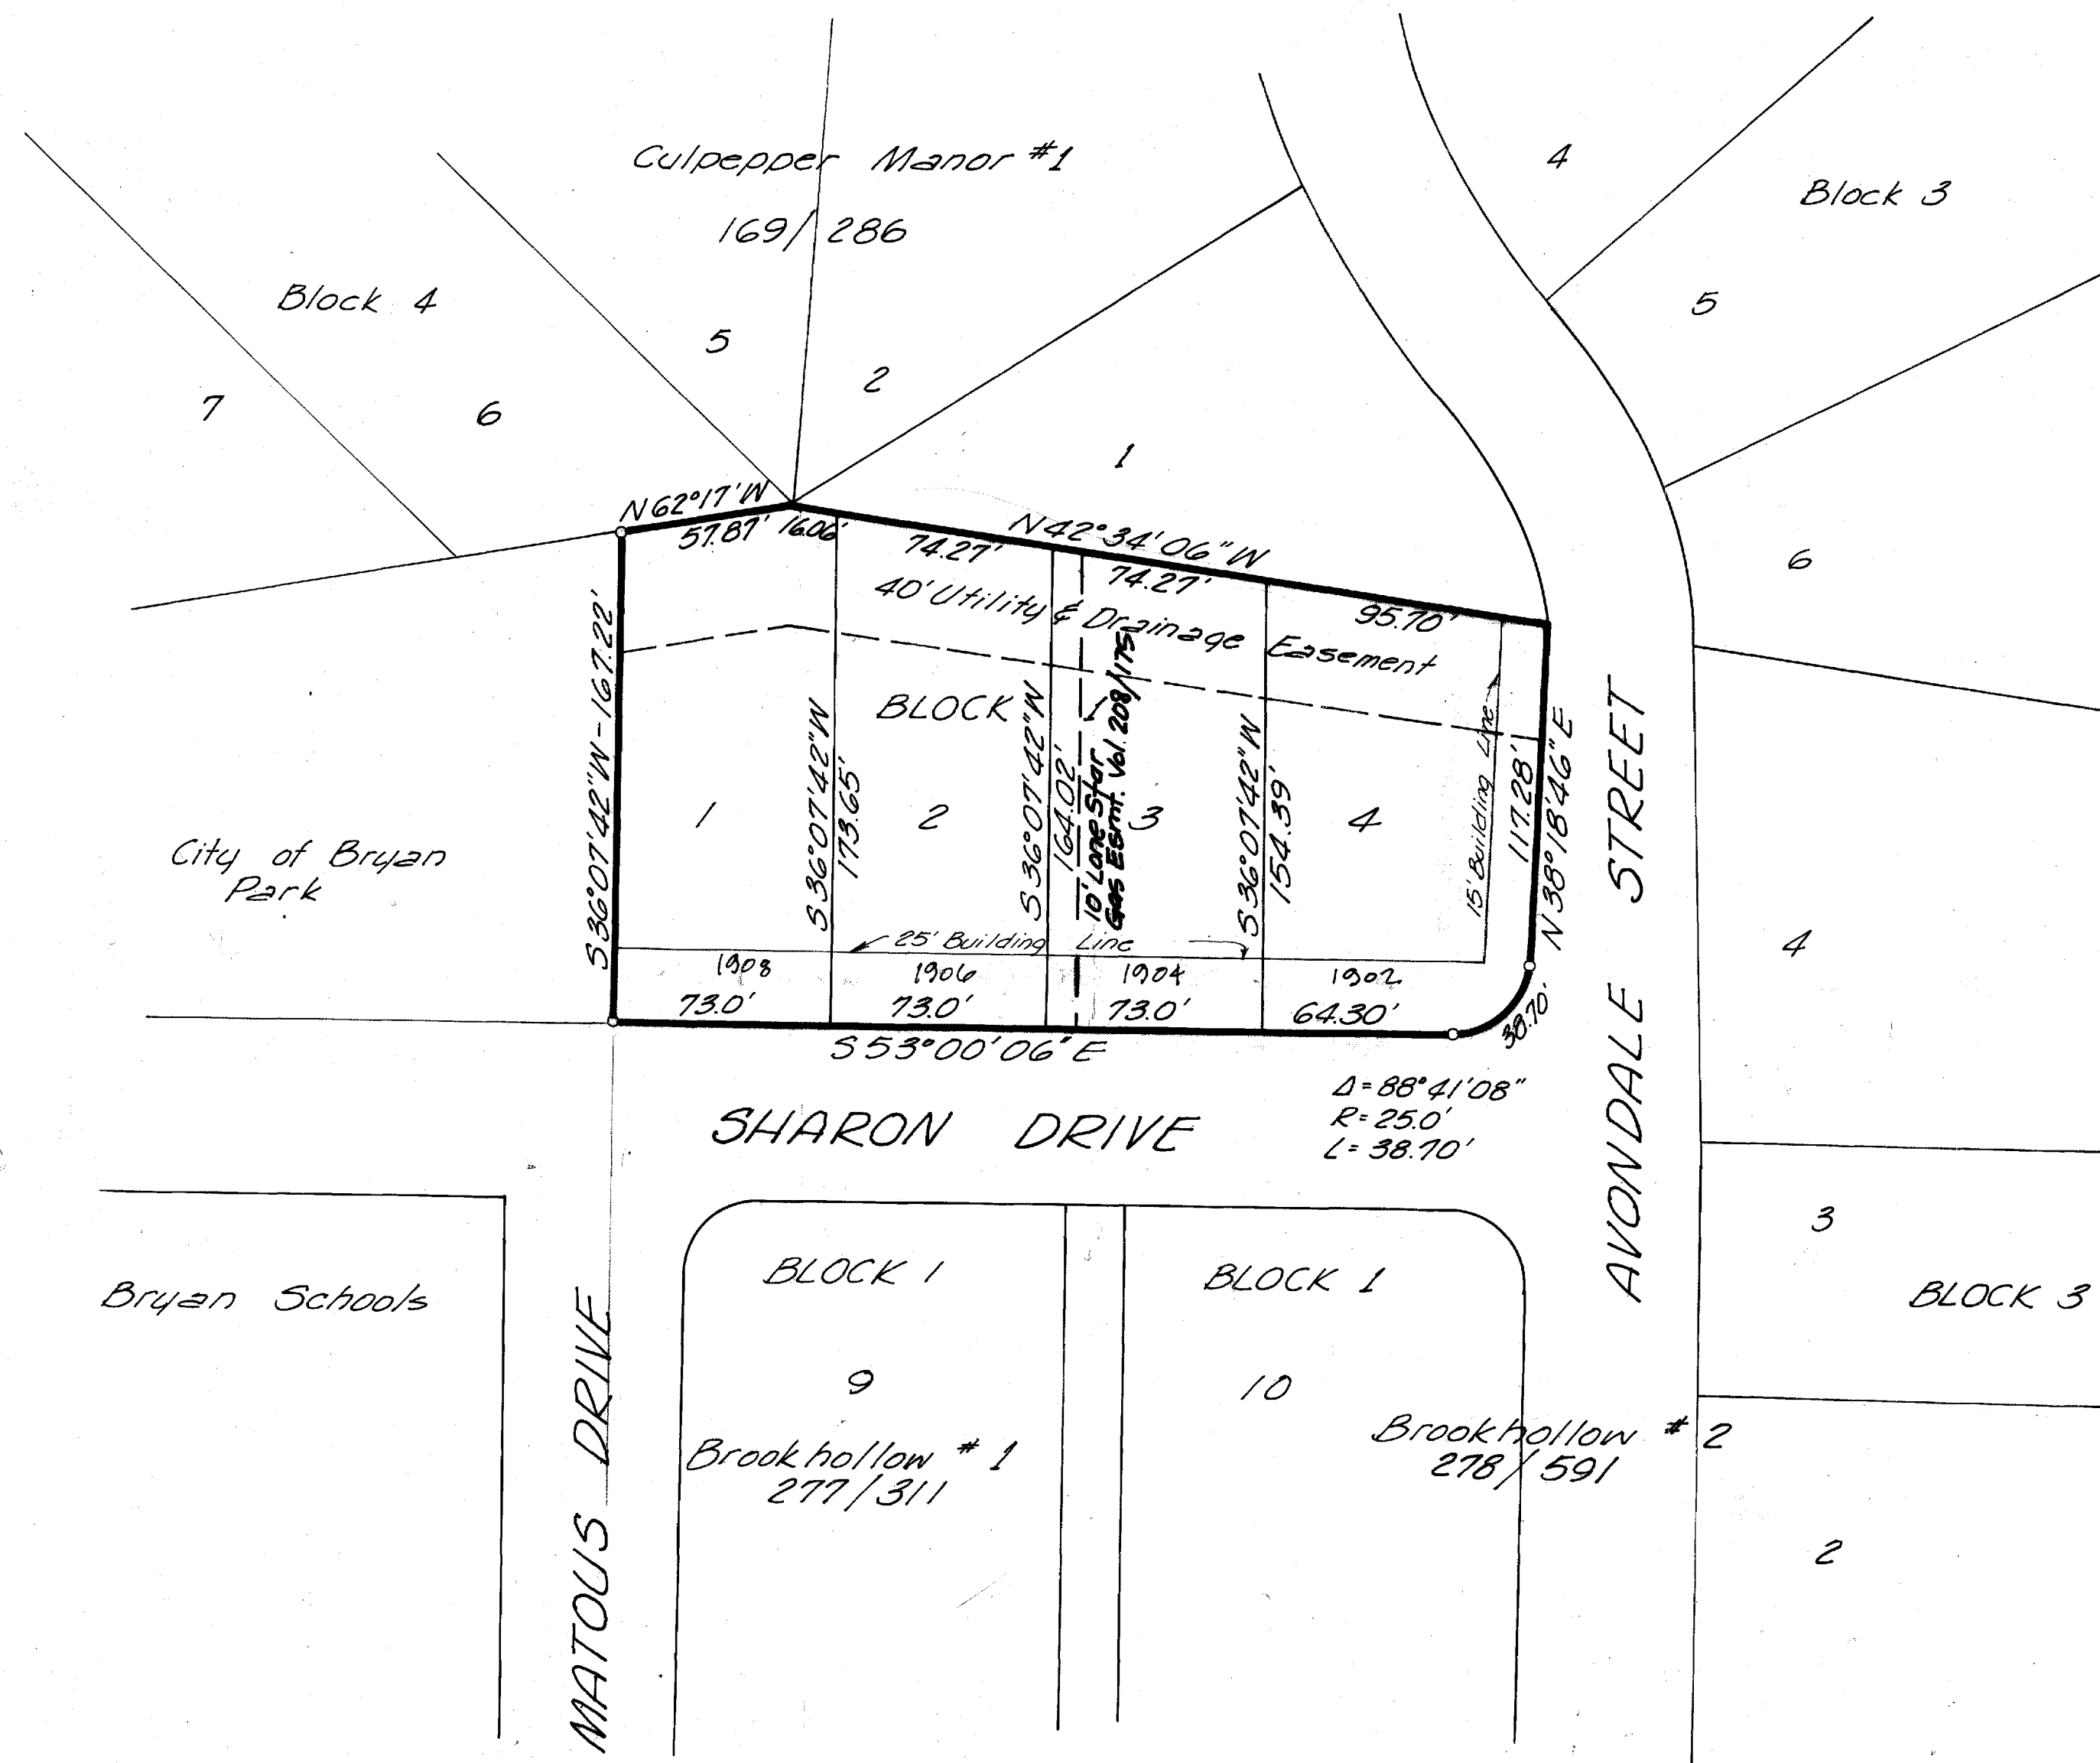 Culpepper Manor #1
169/286
4
Block 3
Block 4
5
5
2
7
6
1
6
N62°17'W
57.87'
16.06'
74.27'
N42°34'06"W
74.27'
95.70'
40' Utility & Drainage Easement
S36°07'42"W-167.22'
BLOCK 1
1
S36°07'42"W
173.65'
2
S36°07'42"W
164.02'
10' Lone Star
Gas Esmt. Vol. 208/175
3
S36°07'42"W
154.39'
4
15' Building Line
117.28'
N38°18'46"E
City of Bryan
Park
25' Building Line
1908
1906
1904
1902
73.0'
73.0'
73.0'
64.30'
38.70'
S53°00'06"E
4
AVONDALE STREET
SHARON DRIVE
Δ=88°41'08"
R=25.0'
L=38.70'
3
BLOCK 3
Bryan Schools
MATOUS DRIVE
BLOCK 1
BLOCK 1
9
10
Brookhollow #1
277/311
Brookhollow #2
278/591
2